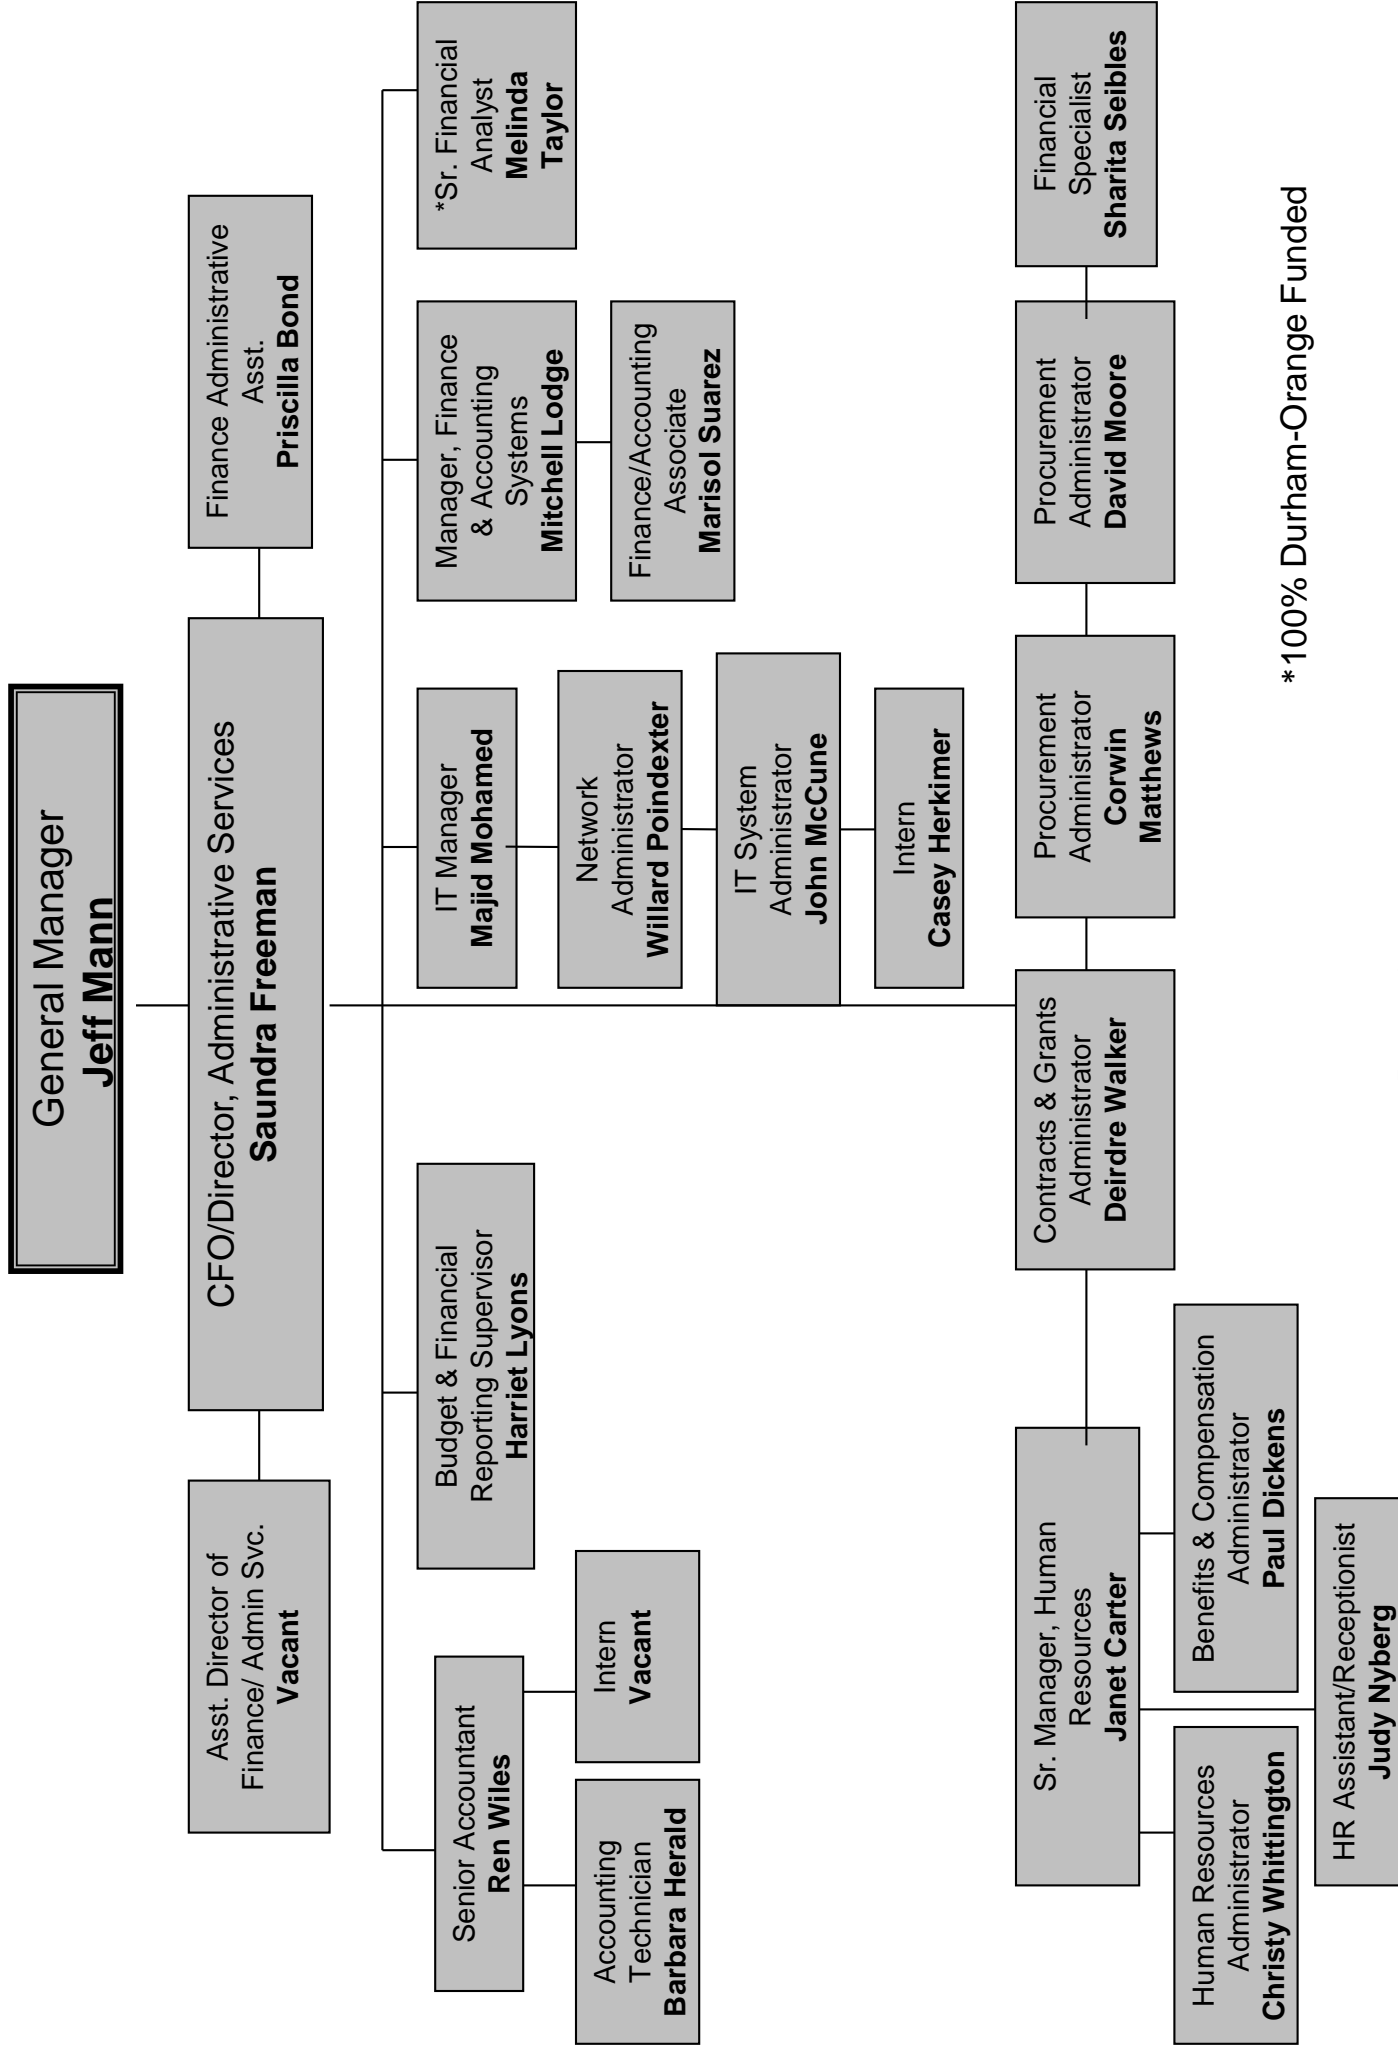 General Manager
Jeff Mann
Asst. Director of
Finance/ Admin Svc.
Vacant
CFO/Director, Administrative Services
Saundra Freeman
Finance Administrative
Asst.
Priscilla Bond
Senior Accountant
Ren Wiles
Accounting
Technician
Barbara Herald
Intern
Vacant
Budget & Financial
Reporting Supervisor
Harriet Lyons
IT Manager
Majid Mohamed
Network
Administrator
Willard Poindexter
IT System
Administrator
John McCune
Intern
Casey Herkimer
Manager, Finance
& Accounting
Systems
Mitchell Lodge
Finance/Accounting
Associate
Marisol Suarez
*Sr. Financial
Analyst
Melinda
Taylor
Sr. Manager, Human
Resources
Janet Carter
Human Resources
Administrator
Christy Whittington
Benefits & Compensation
Administrator
Paul Dickens
HR Assistant/Receptionist
Judy Nyberg
Contracts & Grants
Administrator
Deirdre Walker
Procurement
Administrator
Corwin
Matthews
Procurement
Administrator
David Moore
Financial
Specialist
Sharita Seibles
*100% Durham-Orange Funded